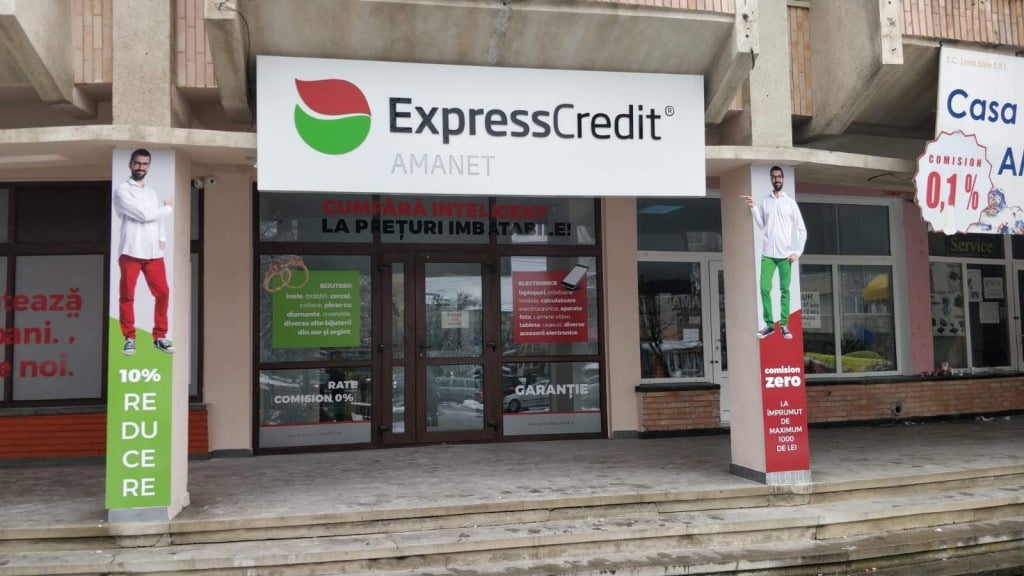 ExpressCredit®
AMANET
S.C. Lona blue S.R.L.
Casa
COMISION
0,1%
CUMPĂRĂ INTELIGENT
LA PREȚURI IMBATABILE!
BIJUTERII
inele, brățări, cercei,
coliere, piese cu
diamante, monede,
diverse alte bijuterii
din aur și argint
ELECTRONICE
laptopuri, telefoane
mobile, calculatoare
electrocasnice, aparate
foto, camere video
tablete, ceasuri, diverse
accesorii electronice
RATE
COMISION 0%
GARANȚIE
10%
RE
DU
CE
RE
comision
zero
LA
ÎMPRUMUT
DE
MAXIMUM
1000
DE LEI
ani.
noi.
AMANET
Service